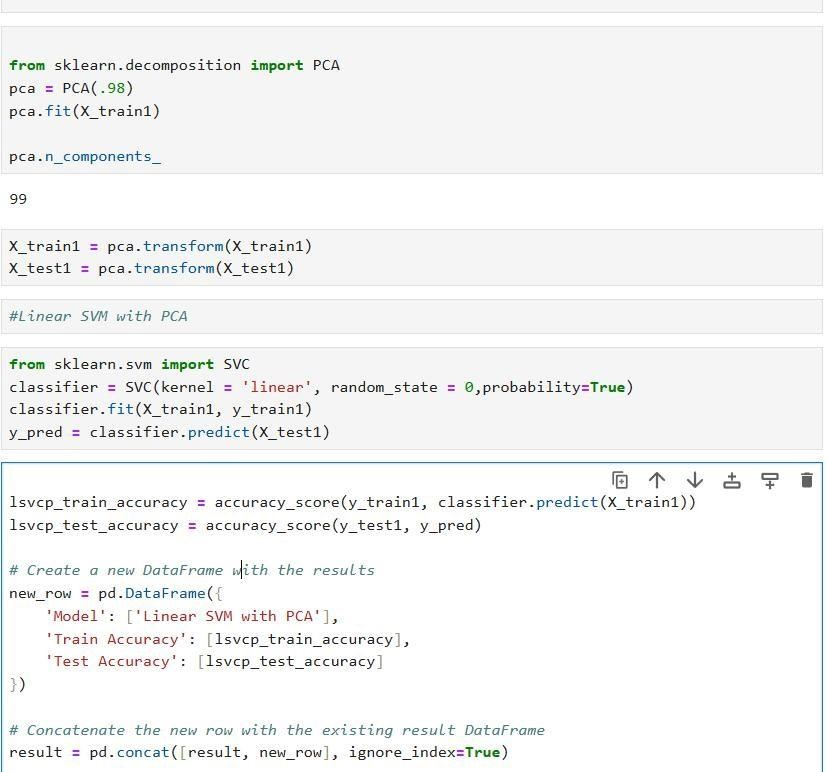 from sklearn.decomposition import PCA
pca = PCA(.98)
pca.fit(X_train1)
pca.n_components_
99
X_train1 = pca.transform(X_train1)
X_test1 = pca.transform(X_test1)
#Linear SVM with PCA
from sklearn.svm import SVC
classifier = SVC(kernel = 'linear', random_state = 0,probability=True)
classifier.fit(X_train1, y_train1)
y_pred = classifier.predict(X_test1)
lsvcp_train_accuracy = accuracy_score(y_train1, classifier.predict(X_train1))
lsvcp_test_accuracy = accuracy_score(y_test1, y_pred)
# Create a new DataFrame with the results
new_row = pd.DataFrame({
    'Model': ['Linear SVM with PCA'],
    'Train Accuracy': [lsvcp_train_accuracy],
    'Test Accuracy': [lsvcp_test_accuracy]
})
# Concatenate the new row with the existing result DataFrame
result = pd.concat([result, new_row], ignore_index=True)